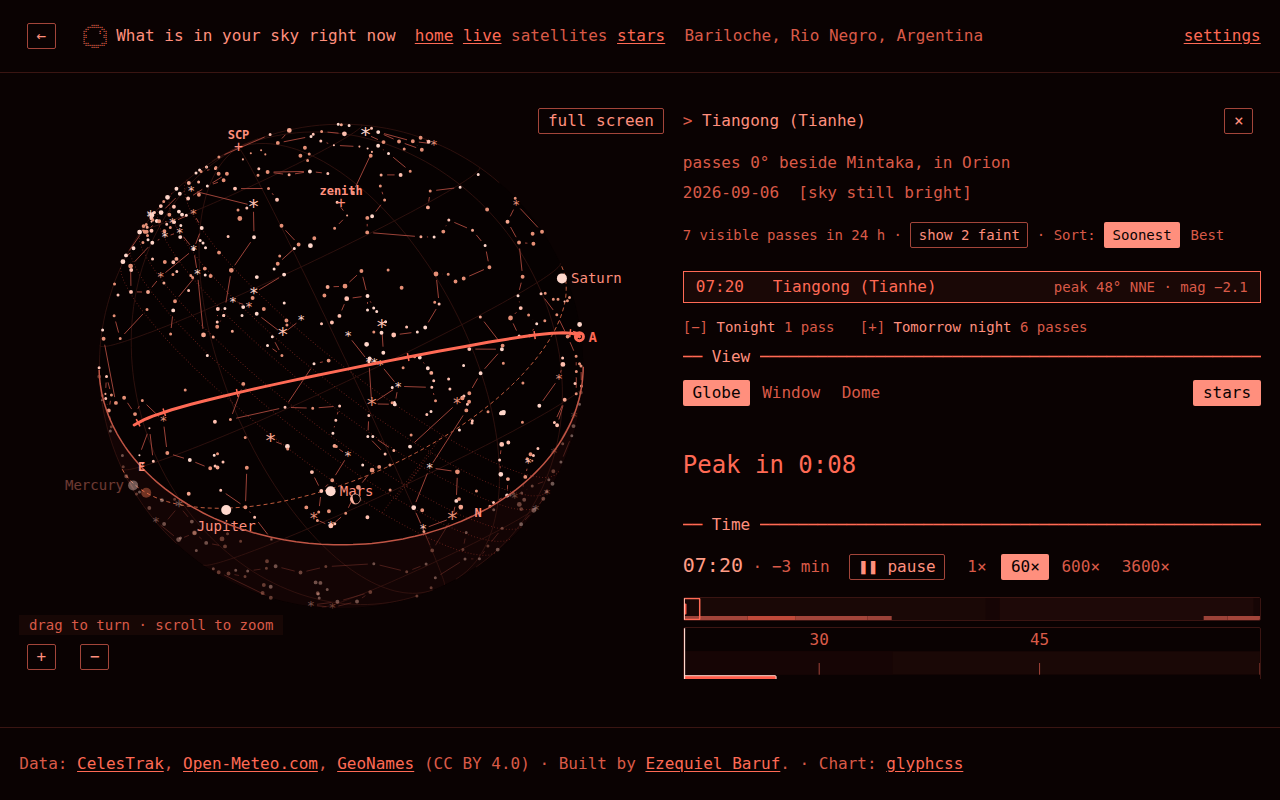 ← What is in your sky right now home live satellites stars Bariloche, Rio Negro, Argentina settings
full screen
SCP
zenith
Saturn
A
E
Mercury
Mars
N
Jupiter
drag to turn · scroll to zoom
+ −
> Tiangong (Tianhe) ×
passes 0° beside Mintaka, in Orion
2026-09-06 [sky still bright]
7 visible passes in 24 h · show 2 faint · Sort: Soonest Best
07:20 Tiangong (Tianhe) peak 48° NNE · mag −2.1
[−] Tonight 1 pass [+] Tomorrow night 6 passes
View
Globe Window Dome stars
Peak in 0:08
Time
07:20 · −3 min ❚❚ pause 1× 60× 600× 3600×
30 45
Data: CelesTrak, Open-Meteo.com, GeoNames (CC BY 4.0) · Built by Ezequiel Baruf. · Chart: glyphcss